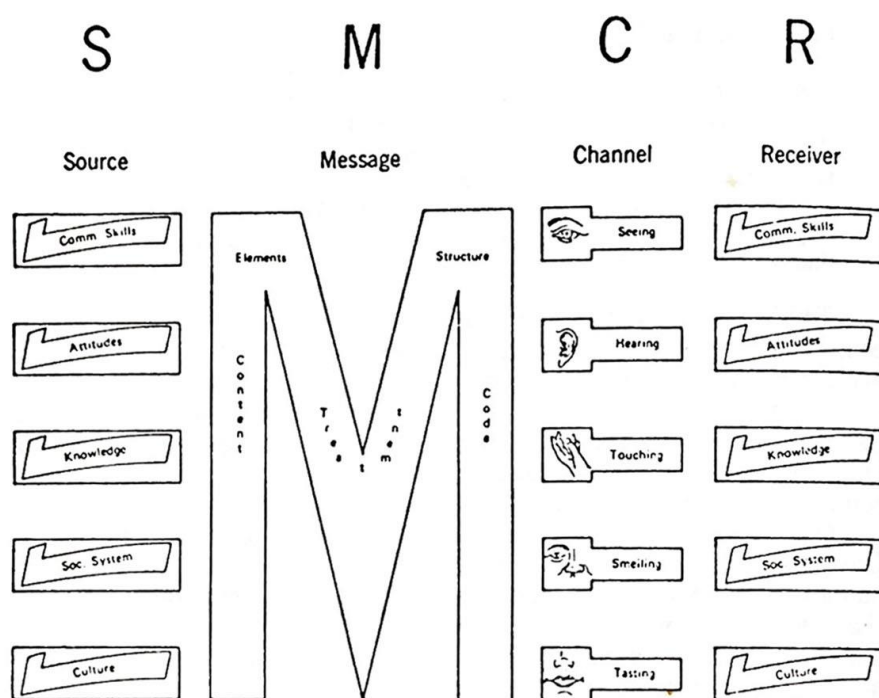 S M C R
Source Message Channel Receiver
Comm. Skills
Attitudes
Knowledge
Soc. System
Culture
Elements Structure
Content
Treatment
Code
Seeing
Hearing
Touching
Smelling
Tasting
Comm. Skills
Attitudes
Knowledge
Soc. System
Culture